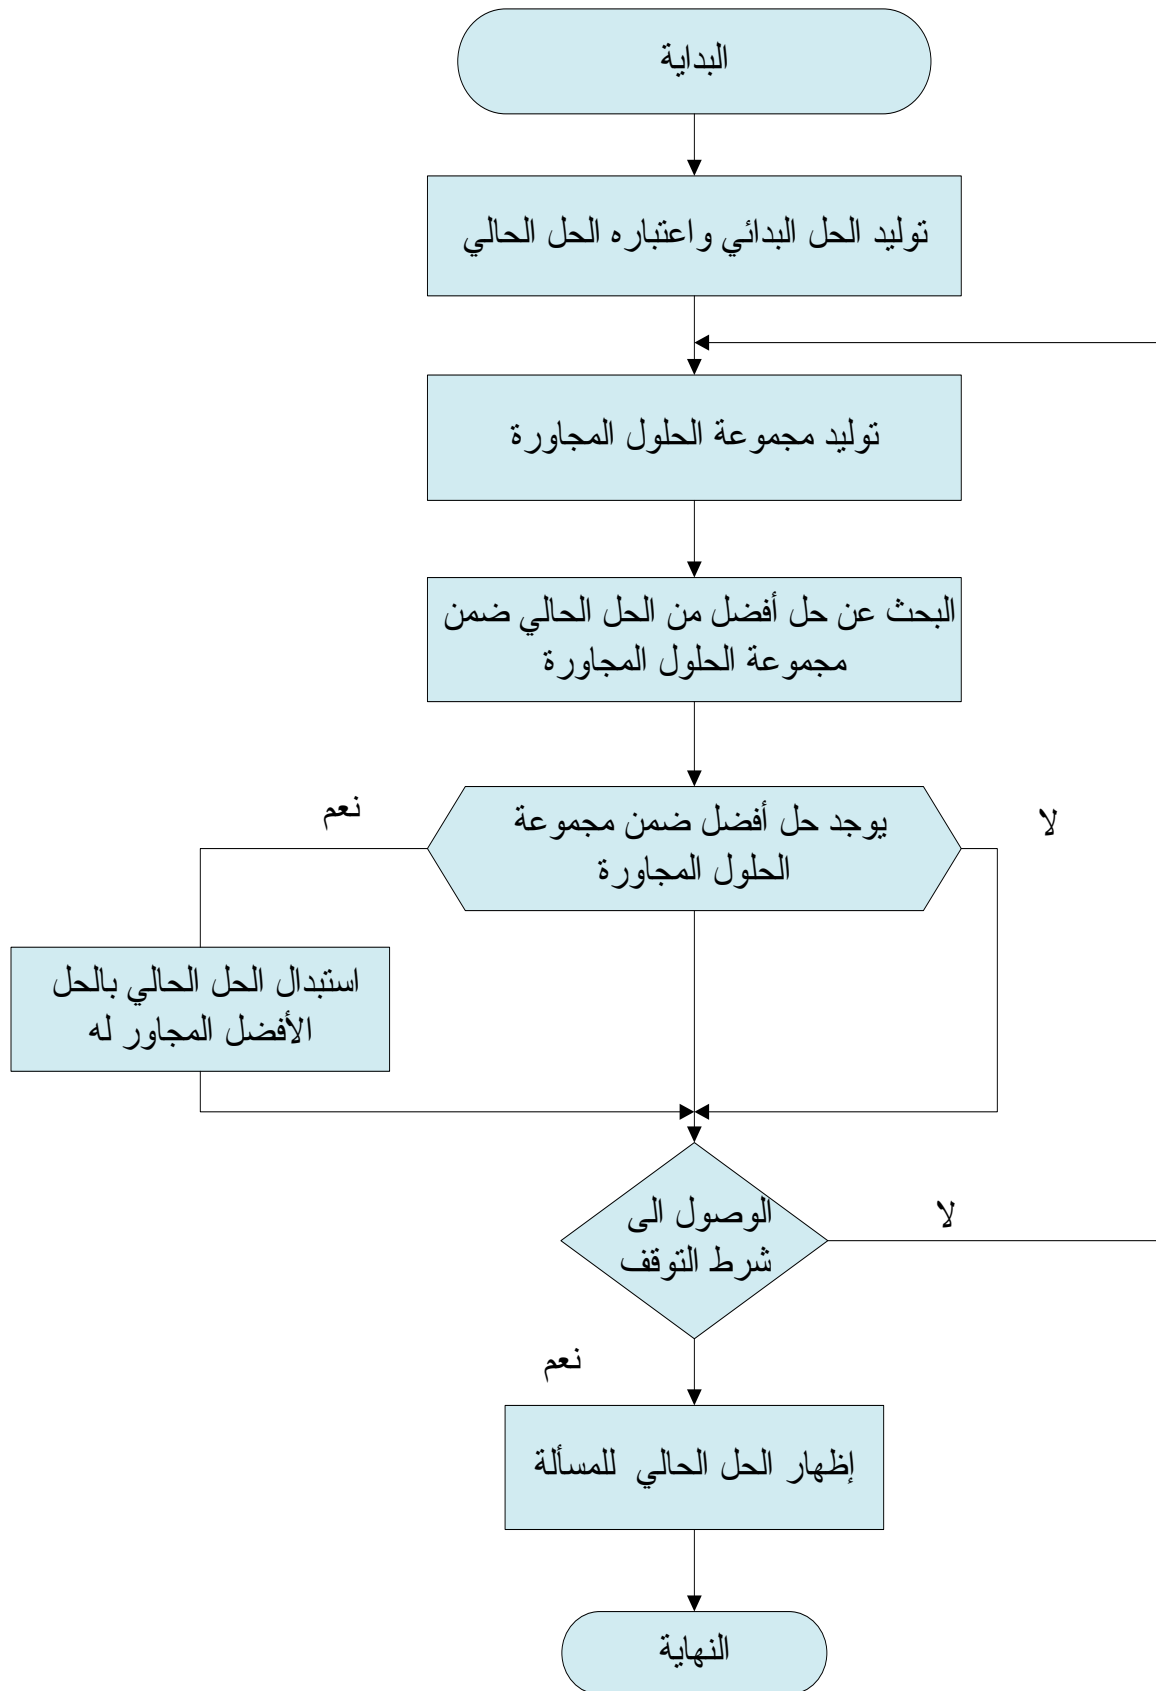 البداية
توليد الحل البدائي واعتباره الحل الحالي
توليد مجموعة الحلول المجاورة
البحث عن حل أفضل من الحل الحالي ضمن
مجموعة الحلول المجاورة
يوجد حل أفضل ضمن مجموعة
الحلول المجاورة
نعم
لا
استبدال الحل الحالي بالحل
الأفضل المجاور له
الوصول الى
شرط التوقف
لا
نعم
إظهار الحل الحالي للمسألة
النهاية